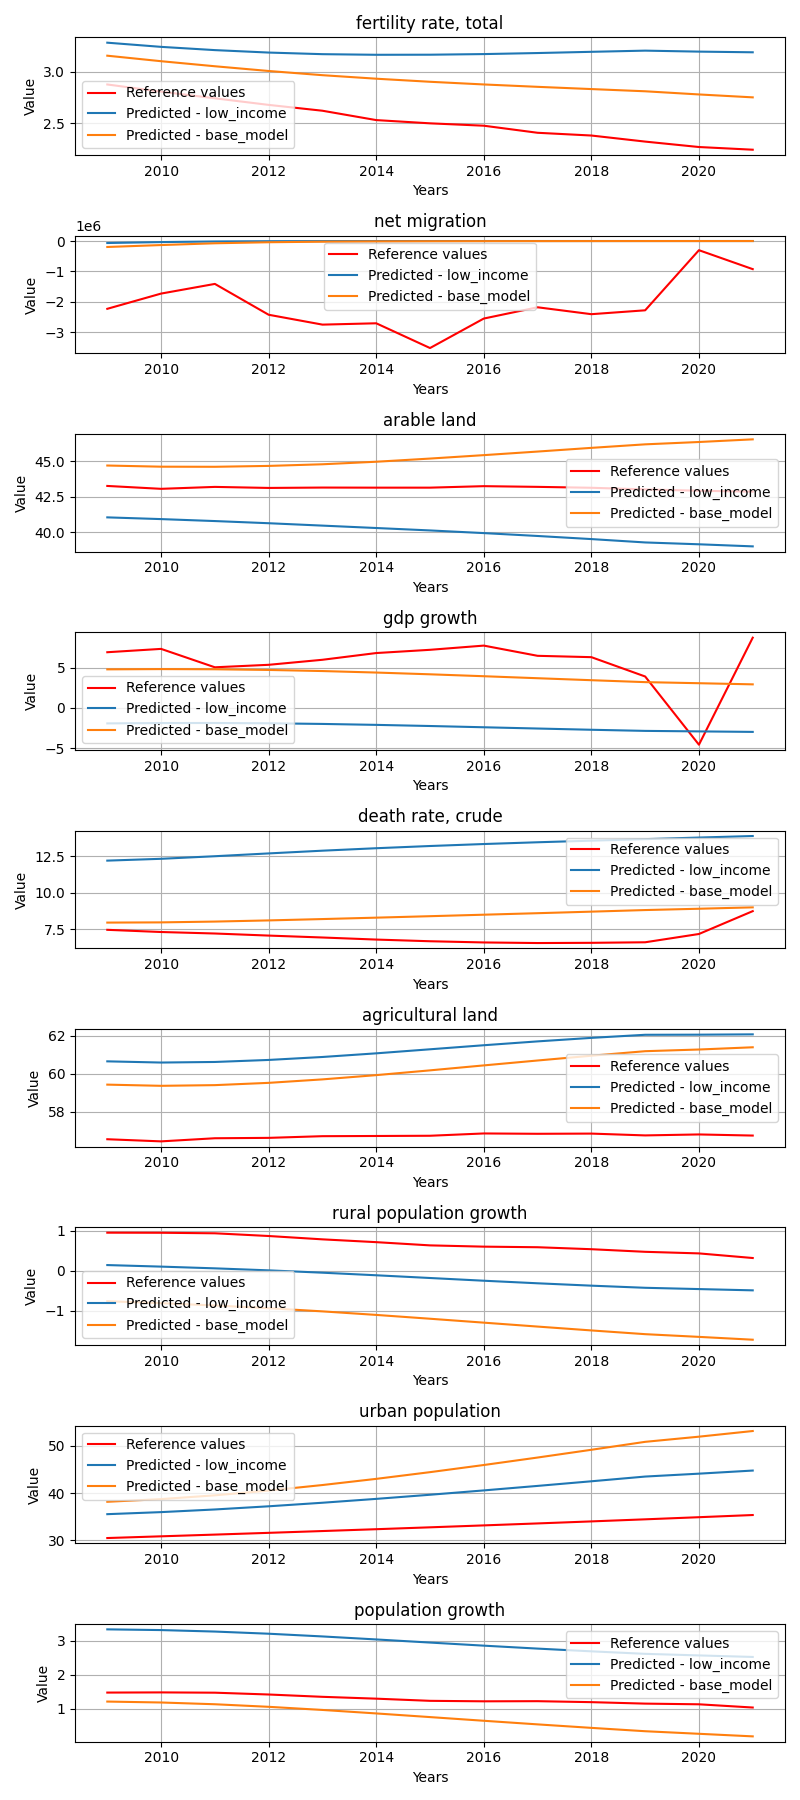 fertility rate, total
3.0
2.5
Value
Reference values
Predicted - low_income
Predicted - base_model
2010 2012 2014 2016 2018 2020
Years
net migration
1e6
0
−1
−2
−3
Value
Reference values
Predicted - low_income
Predicted - base_model
2010 2012 2014 2016 2018 2020
Years
arable land
45.0
42.5
40.0
Value
Reference values
Predicted - low_income
Predicted - base_model
2010 2012 2014 2016 2018 2020
Years
gdp growth
5
0
−5
Value
Reference values
Predicted - low_income
Predicted - base_model
2010 2012 2014 2016 2018 2020
Years
death rate, crude
12.5
10.0
7.5
Value
Reference values
Predicted - low_income
Predicted - base_model
2010 2012 2014 2016 2018 2020
Years
agricultural land
62
60
58
Value
Reference values
Predicted - low_income
Predicted - base_model
2010 2012 2014 2016 2018 2020
Years
rural population growth
1
0
−1
Value
Reference values
Predicted - low_income
Predicted - base_model
2010 2012 2014 2016 2018 2020
Years
urban population
50
40
30
Value
Reference values
Predicted - low_income
Predicted - base_model
2010 2012 2014 2016 2018 2020
Years
population growth
3
2
1
Value
Reference values
Predicted - low_income
Predicted - base_model
2010 2012 2014 2016 2018 2020
Years